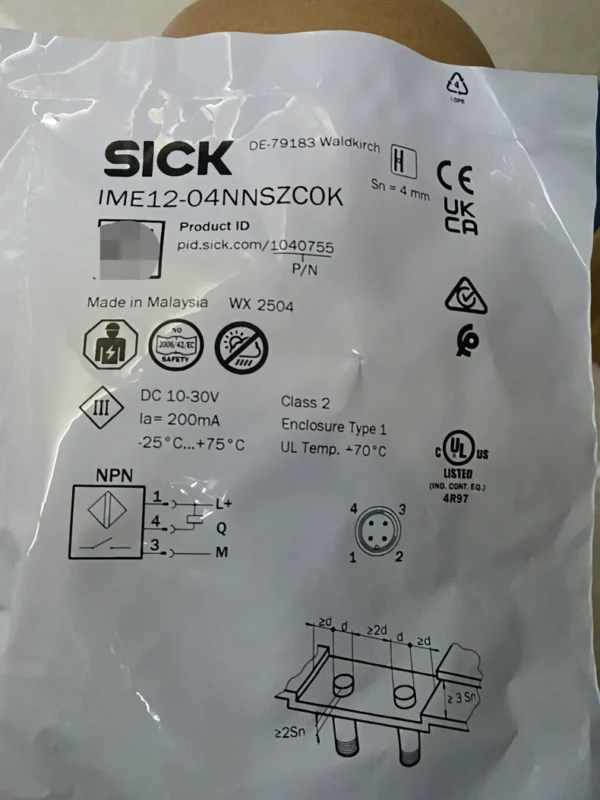 4
LDPE
SICK
DE-79183 Waldkirch
Sn = 4 mm
CE
IME12-04NNSZC0K
UK
CA
Product ID
pid.sick.com/1040755
P/N
Made in Malaysia WX 2504
NO
2006/42/EC
SAFETY
III
DC 10-30V
Ia= 200mA
-25°C...+75°C
Class 2
Enclosure Type 1
UL Temp. +70°C
C UL US
LISTED
(IND. CONT. EQ.)
4R97
NPN
1 L+
4 Q
3 M
4 3
1 2
≥d d ≥2d d ≥d
≥3 Sn
≥2Sn